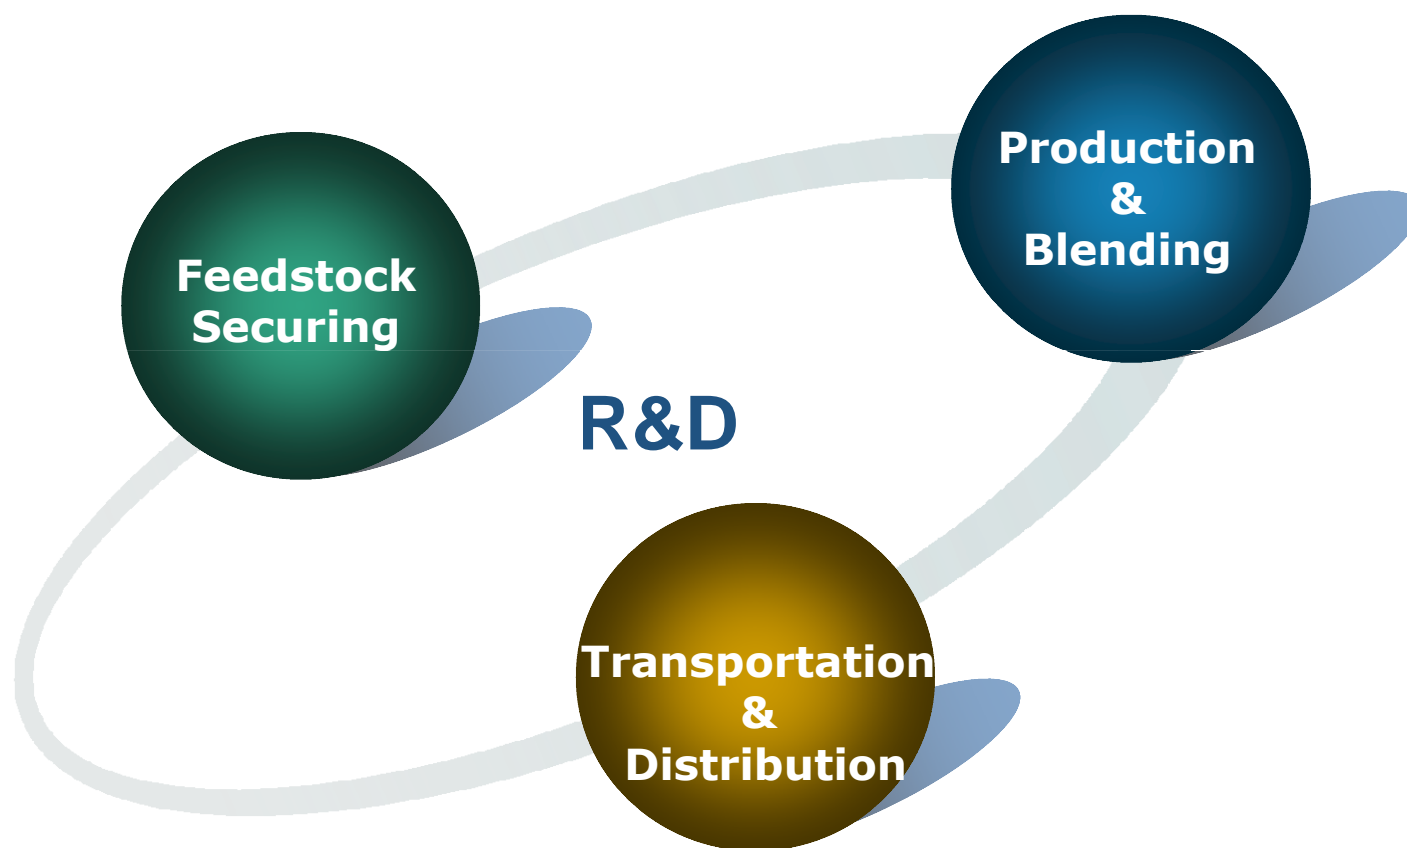 Feedstock
Securing
Production
&
Blending
R&D
Transportation
&
Distribution